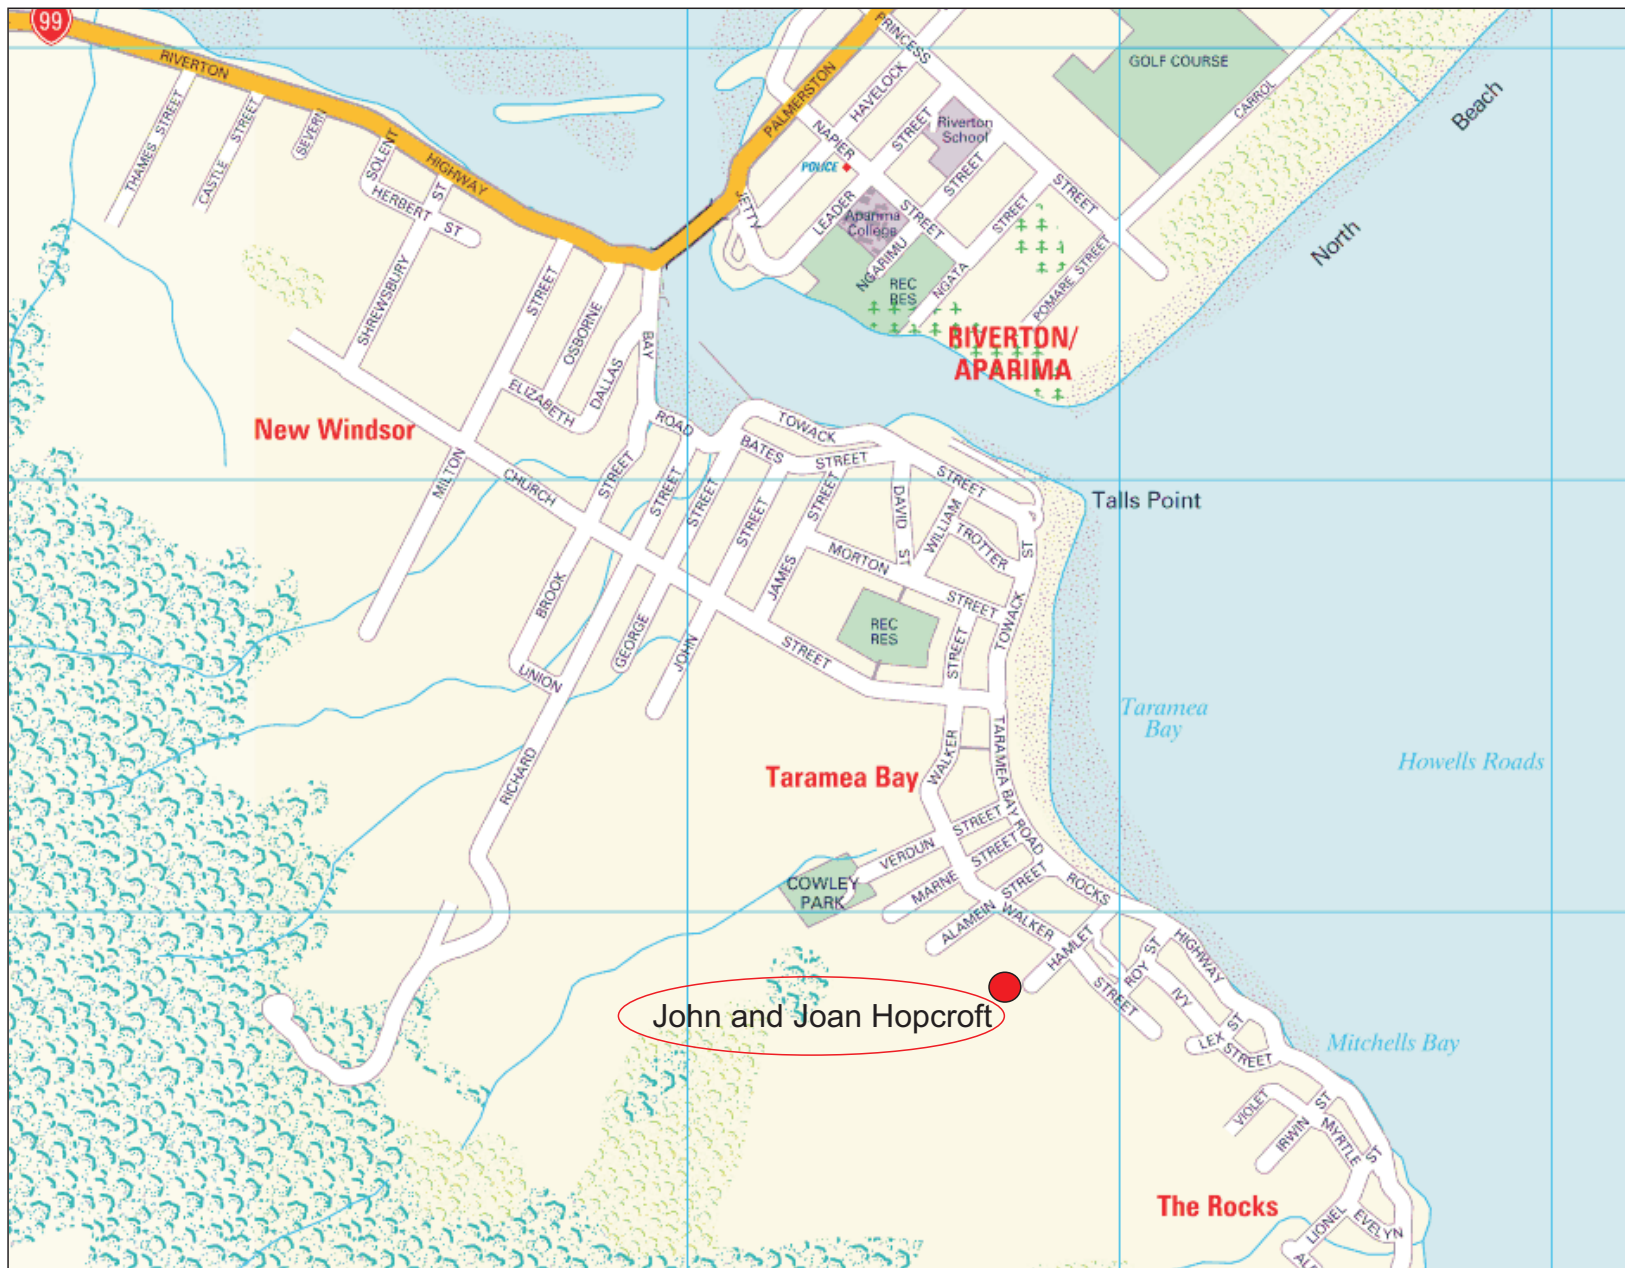 99
RIVERTON
HIGHWAY
PALMERSTON
PRINCESS
STREET
HAVELOCK
NAPIER
STREET
STREET
Riverton
School
STREET
POLICE
JETTY
LEADER
Aparima
College
NGARIMU
REC
RES
NGATA
STREET
POMARE STREET
GOLF COURSE
CARROL
Beach
North
RIVERTON/
APARIMA
THAMES STREET
CASTLE STREET
SEVERN
SOLENT
HERBERT ST
ST
SHREWSBURY
STREET
OSBORNE
DALLAS
ELIZABETH
BAY
ROAD
New Windsor
MILTON
CHURCH
STREET
STREET
STREET
STREET
STREET
TOWACK
BATES STREET
STREET
DAVID ST
WILLIAM
TROTTER
ST
TOWACK
Talls Point
MORTON
STREET
JAMES
BROOK
UNION
GEORGE
JOHN
STREET
REC
RES
STREET
RICHARD
Taramea Bay
WALKER
TARAMEA BAY ROAD
Taramea
Bay
Howells Roads
VERDUN STREET
MARNE STREET
ALAMEIN STREET
COWLEY
PARK
WALKER
STREET
ROCKS
HIGHWAY
HAMLET
ROY ST
IVY
LEX ST
STREET
John and Joan Hopcroft
Mitchells Bay
VIOLET
IRWIN ST
MYRTLE
ST
The Rocks
LIONEL
EVELYN